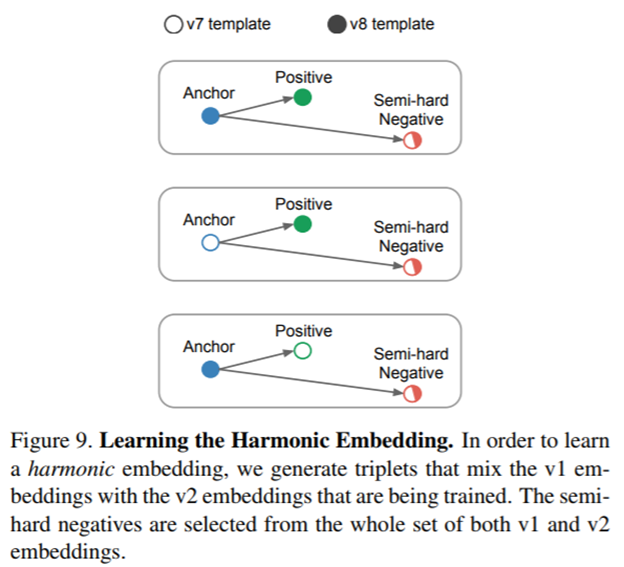 v7 template v8 template
Anchor Positive
Semi-hard
Negative
Anchor Positive
Semi-hard
Negative
Anchor Positive
Semi-hard
Negative
Figure 9. Learning the Harmonic Embedding. In order to learn
a harmonic embedding, we generate triplets that mix the v1 em-
beddings with the v2 embeddings that are being trained. The semi-
hard negatives are selected from the whole set of both v1 and v2
embeddings.